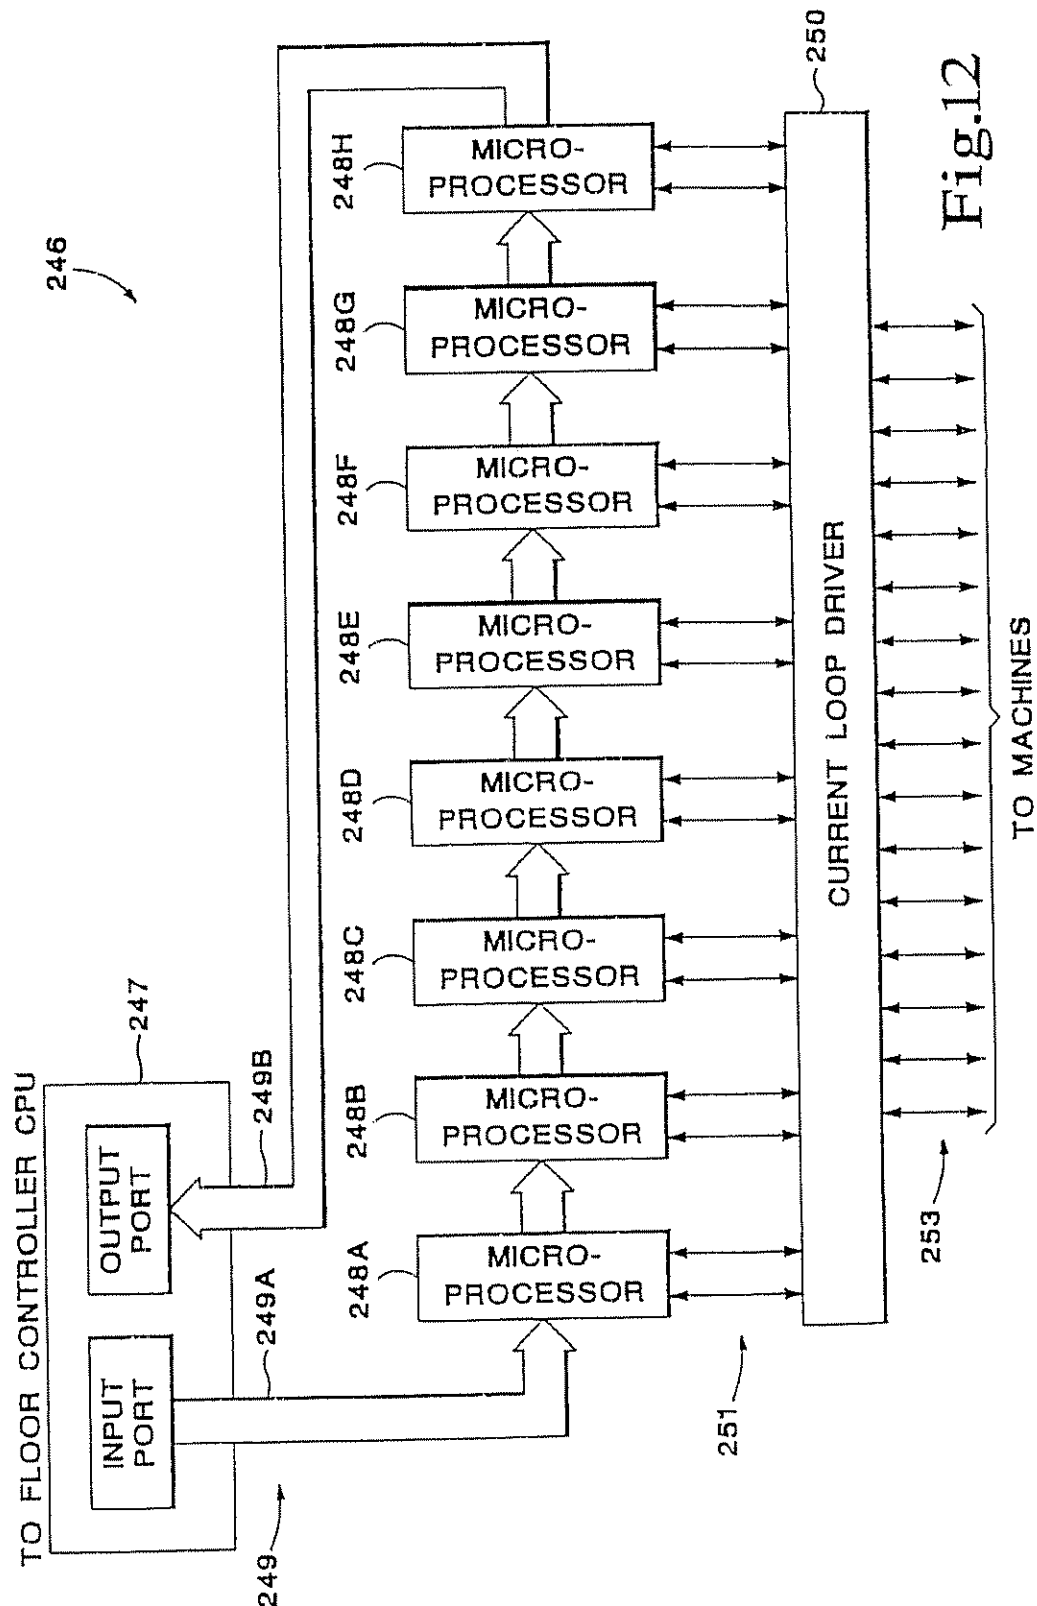 TO FLOOR CONTROLLER CPU
247
INPUT
PORT
OUTPUT
PORT
246
249
249A
249B
248A
248B
248C
248D
248E
248F
248G
248H
MICRO-
PROCESSOR
MICRO-
PROCESSOR
MICRO-
PROCESSOR
MICRO-
PROCESSOR
MICRO-
PROCESSOR
MICRO-
PROCESSOR
MICRO-
PROCESSOR
MICRO-
PROCESSOR
251
CURRENT LOOP DRIVER
250
253
TO MACHINES
Fig.12